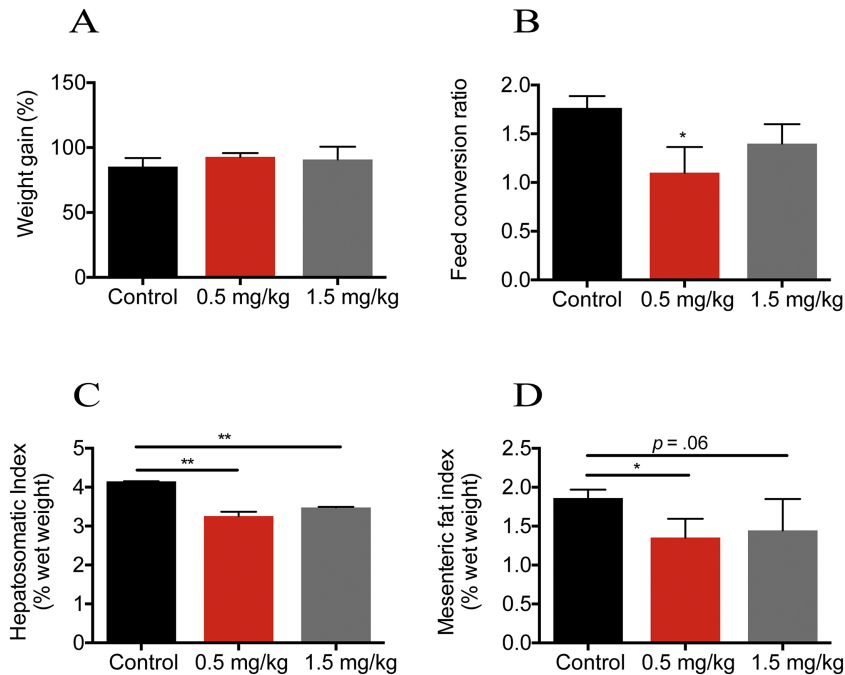 A
Weight gain (%)
150
100
50
0
Control 0.5 mg/kg 1.5 mg/kg
B
Feed conversion ratio
2.0
1.5
1.0
0.5
0.0
*
Control 0.5 mg/kg 1.5 mg/kg
C
Hepatosomatic Index
(% wet weight)
5
4
3
2
1
0
**
**
Control 0.5 mg/kg 1.5 mg/kg
D
Mesenteric fat index
(% wet weight)
2.5
2.0
1.5
1.0
0.5
0.0
p = .06
*
Control 0.5 mg/kg 1.5 mg/kg